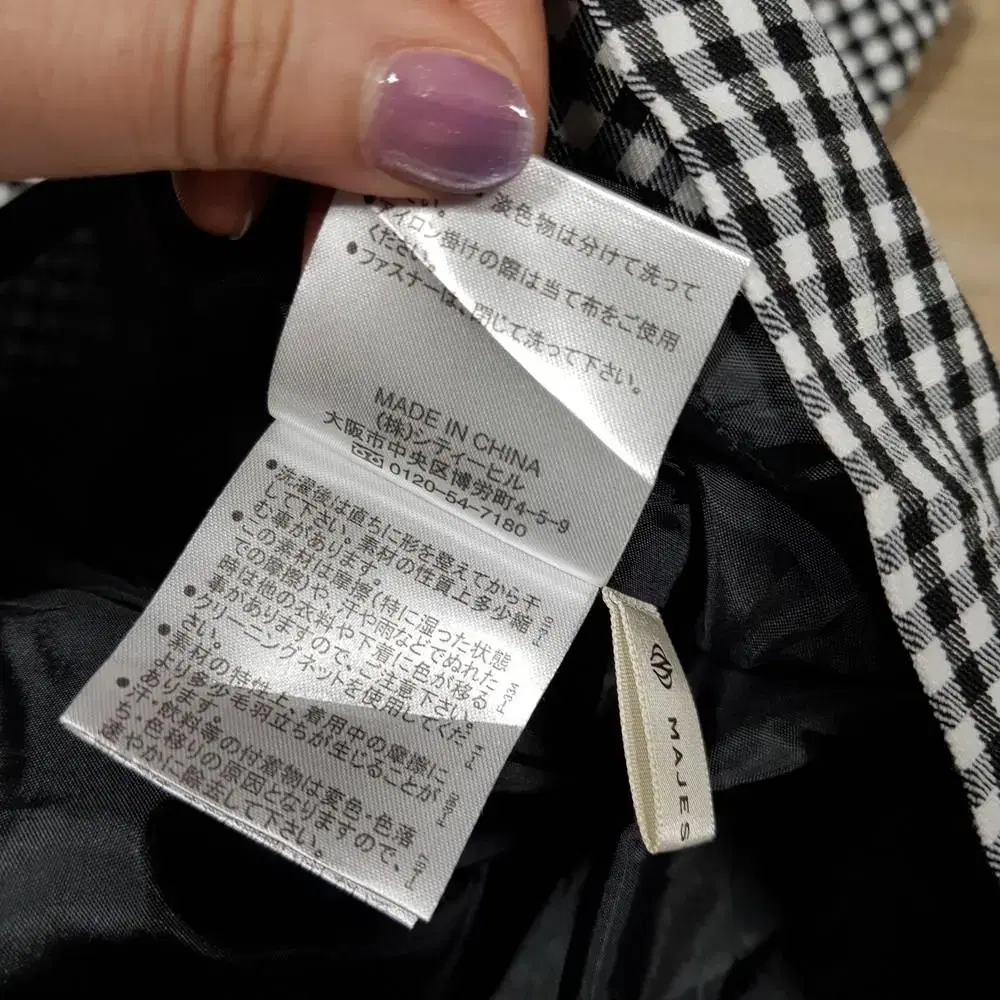 淡色物は分けて洗って
い。
アイロン掛けの際は当て布をご使用
ください。
●ファスナーは、閉じて洗って下さい。
MADE IN CHINA
(株)シティーヒル
大阪市中央区博労町4-5-9
0120-54-7180
●洗濯後は直ちに形を整えてから干
して下さい。素材の性質上多少縮
む事があります。
●この素材は摩擦(特に湿った状態
での摩擦)や、汗や雨などでぬれた
時は他の衣料や下着に色が移る
事がありますので、ご注意下さい。
●クリーニングネットを使用してくだ
さい。
●素材の特性上、着用中の摩擦に
より多少、毛羽立ちが生じることが
あります。
●汗・飲料等の付着物は変色・色落
ち・色移りの原因となりますので、
速やかに除去して下さい。
MAJES